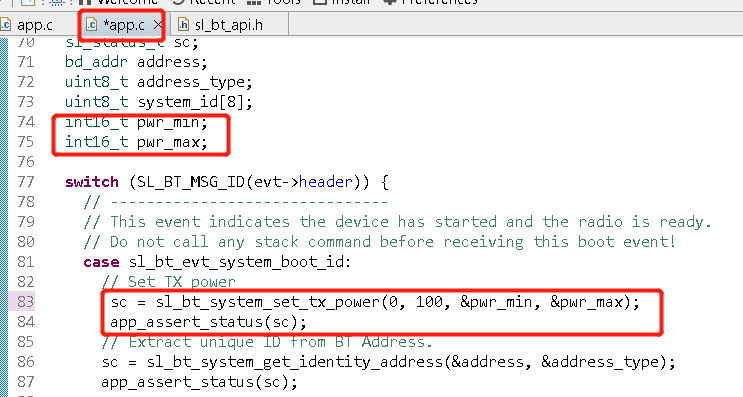 Welcome Recent Tools Install Preferences
app.c *app.c sl_bt_api.h
70 sl_status_t sc;
71 bd_addr address;
72 uint8_t address_type;
73 uint8_t system_id[8];
74 int16_t pwr_min;
75 int16_t pwr_max;
76
77 switch (SL_BT_MSG_ID(evt->header)) {
78 // -------------------------------
79 // This event indicates the device has started and the radio is ready.
80 // Do not call any stack command before receiving this boot event!
81 case sl_bt_evt_system_boot_id:
82 // Set TX power
83 sc = sl_bt_system_set_tx_power(0, 100, &pwr_min, &pwr_max);
84 app_assert_status(sc);
85 // Extract unique ID from BT Address.
86 sc = sl_bt_system_get_identity_address(&address, &address_type);
87 app_assert_status(sc);